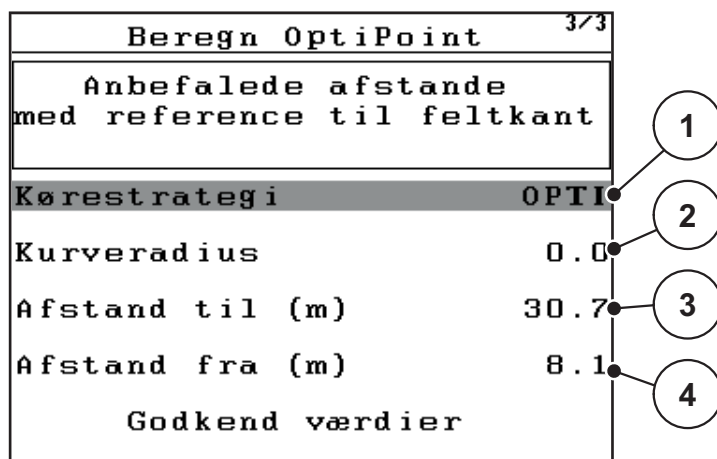 Beregn OptiPoint
3/3
Anbefalede afstande
med reference til feltkant
Kørestrategi OPTI
Kurveradius 0.0
Afstand til (m) 30.7
Afstand fra (m) 8.1
Godkend værdier
1
2
3
4